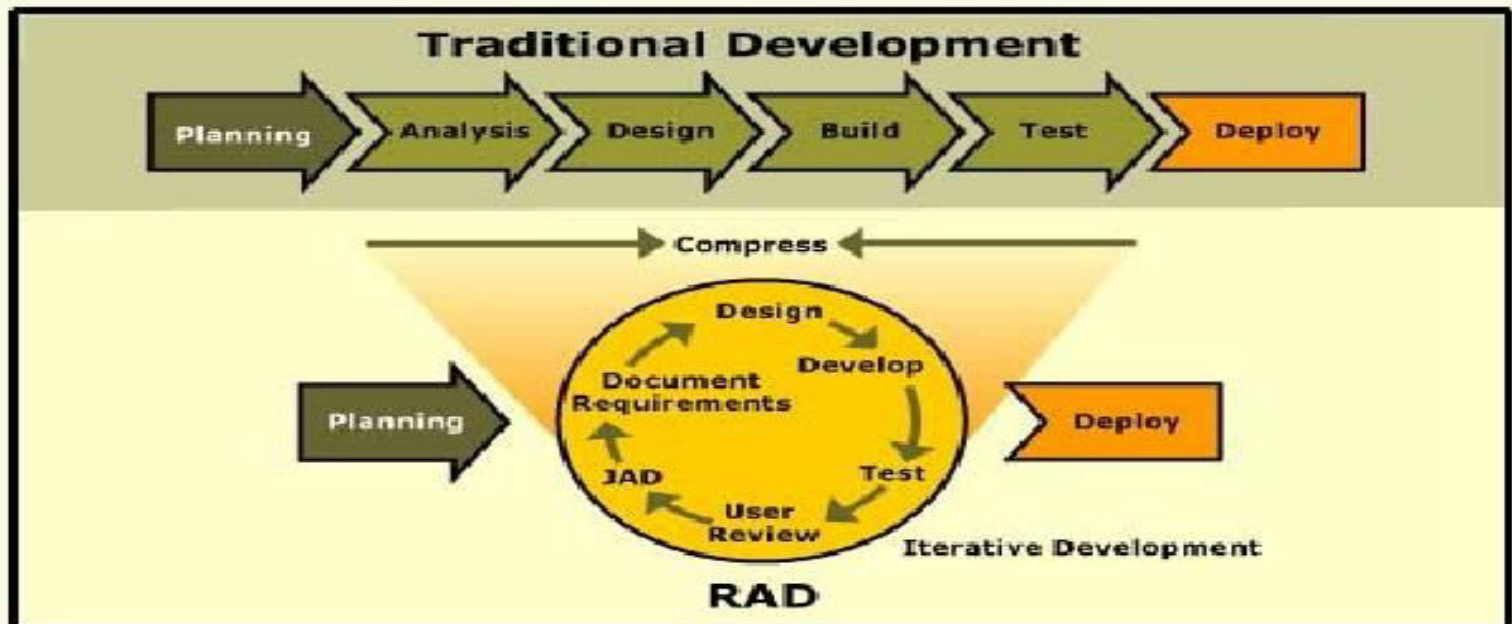 Traditional Development
Planning
Analysis
Design
Build
Test
Deploy
Compress
Design
Develop
Document
Requirements
Planning
Deploy
JAD
Test
User
Review
Iterative Development
RAD